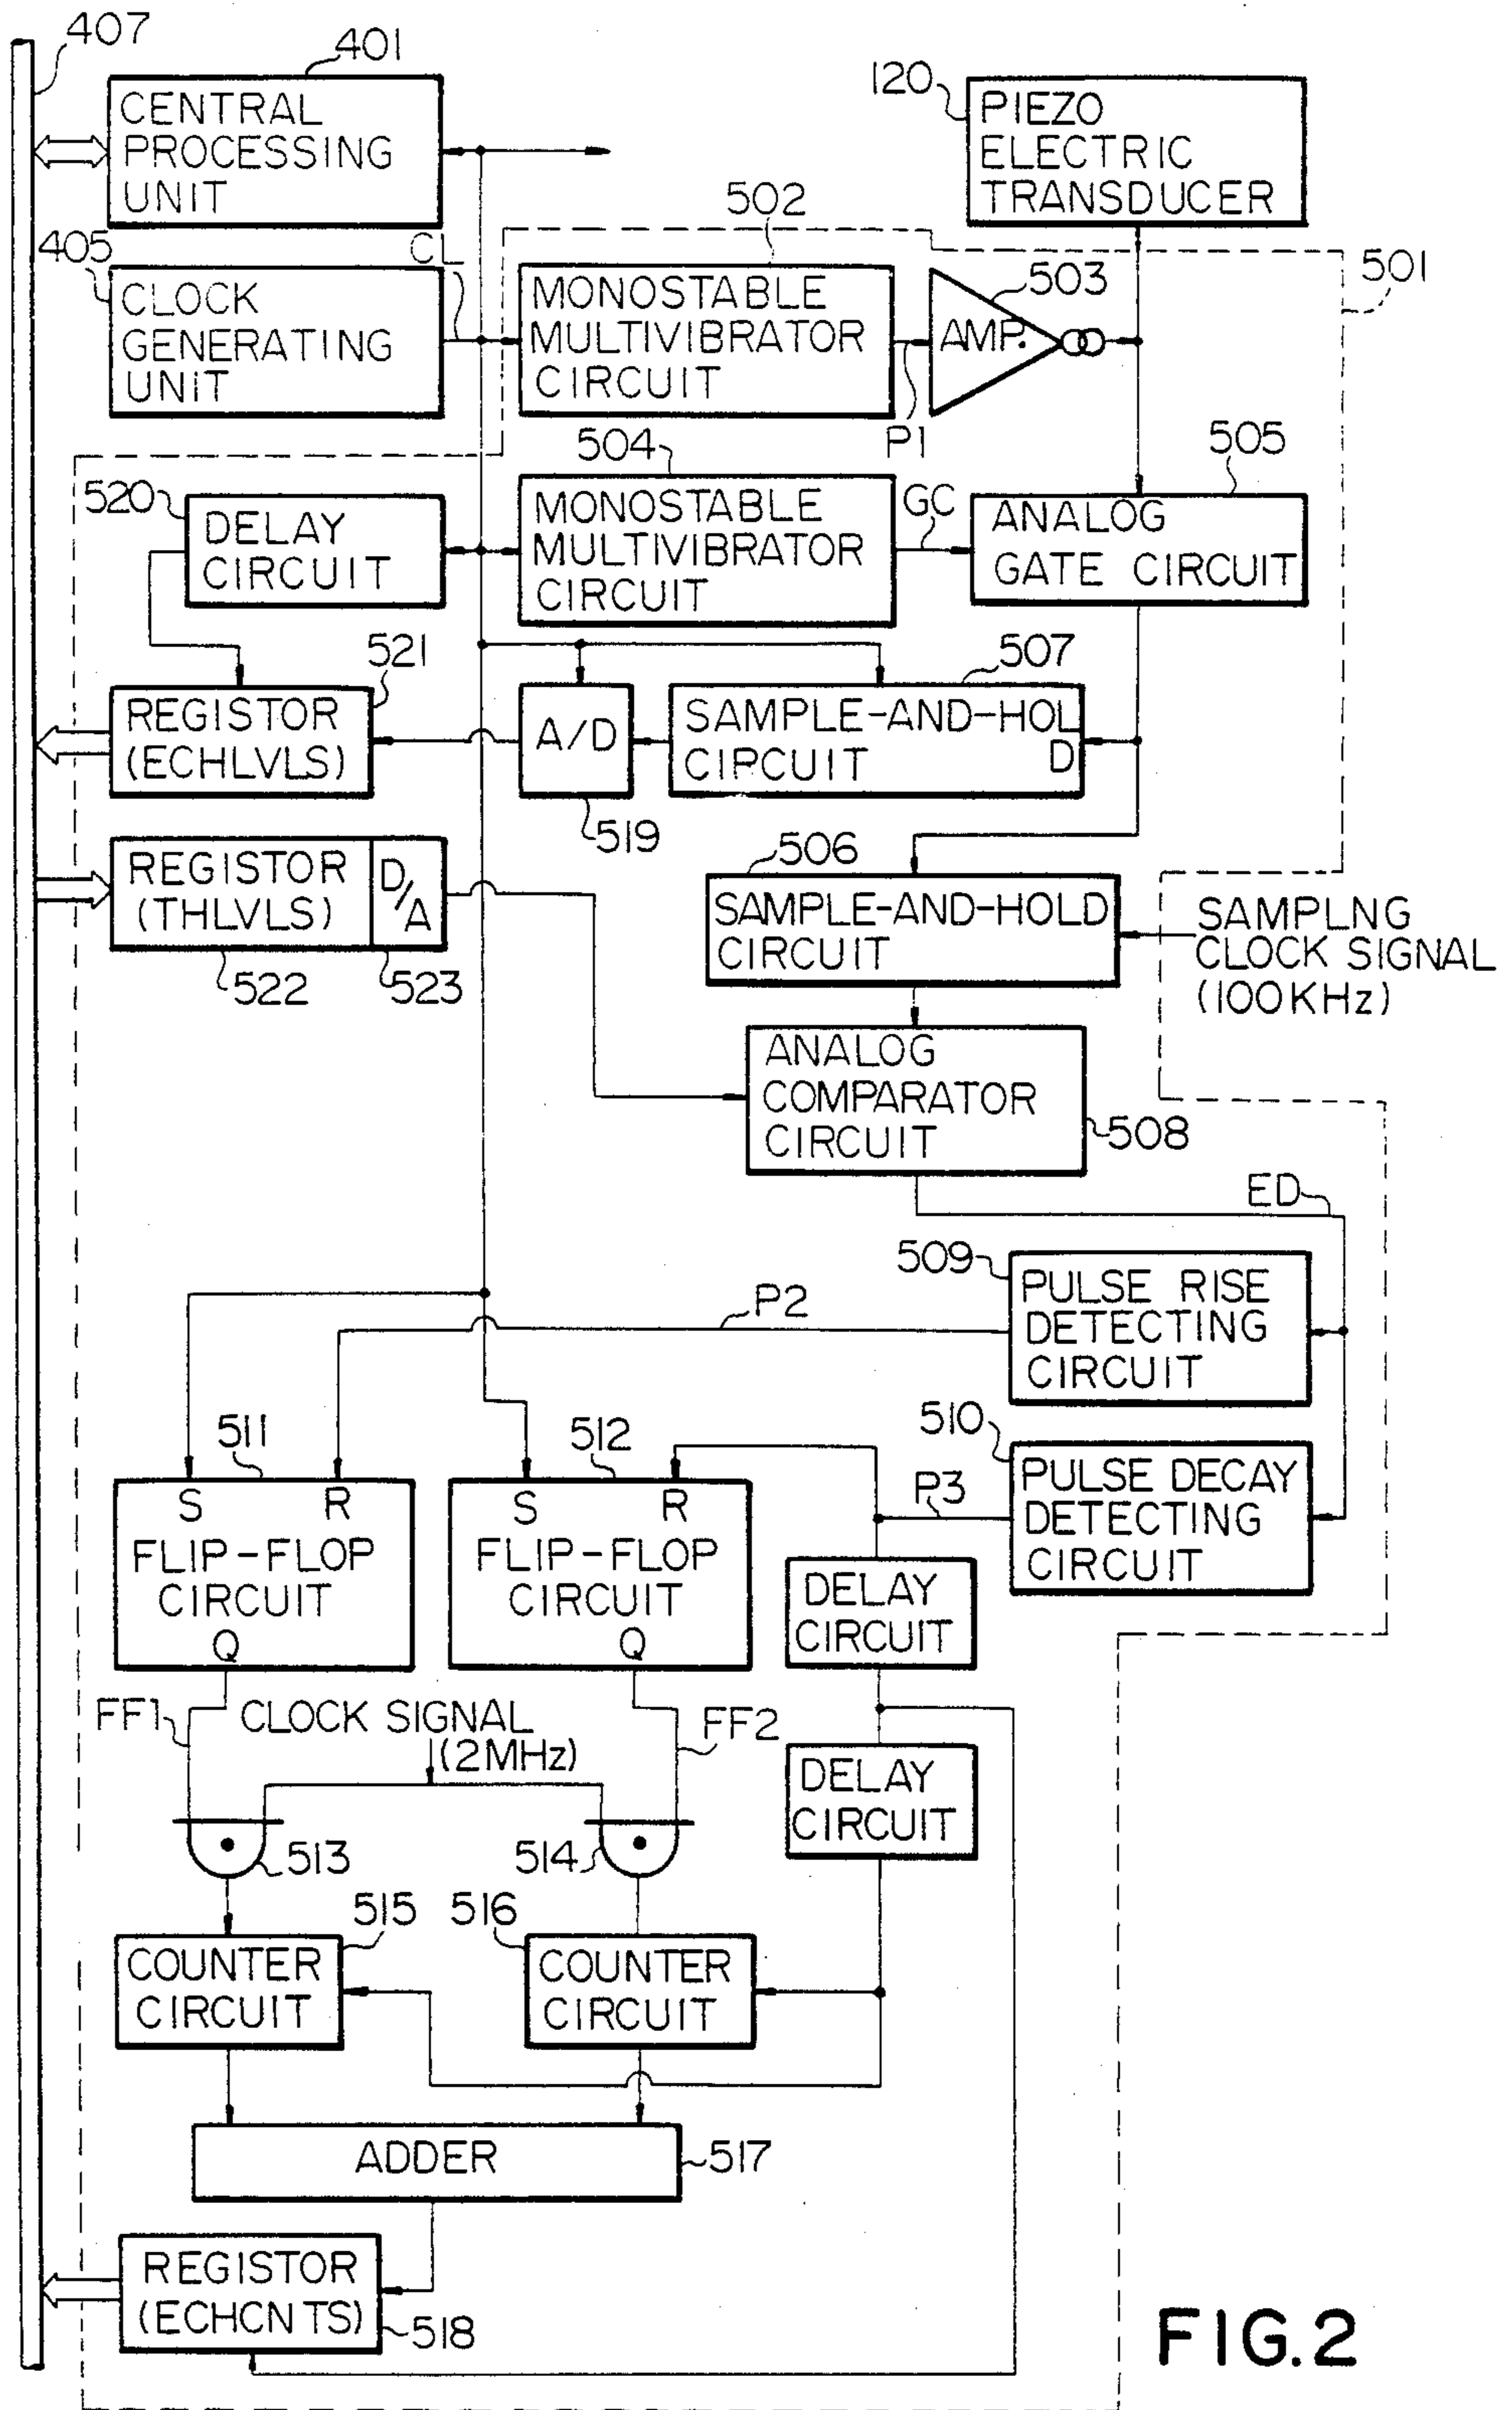 407
401
CENTRAL
PROCESSING
UNIT
120
PIEZO
ELECTRIC
TRANSDUCER
405
CLOCK
GENERATING
UNIT
CL
502
MONOSTABLE
MULTIVIBRATOR
CIRCUIT
503
AMP.
501
P1
504
MONOSTABLE
MULTIVIBRATOR
CIRCUIT
GC
505
ANALOG
GATE CIRCUIT
520
DELAY
CIRCUIT
521
REGISTOR
(ECHLVLS)
A/D
519
507
SAMPLE-AND-HOL
D
CIRCUIT
REGISTOR
(THLVLS)
D/
A
522
523
506
SAMPLE-AND-HOLD
CIRCUIT
SAMPLNG
CLOCK SIGNAL
(100KHz)
ANALOG
COMPARATOR
CIRCUIT
508
ED
509
PULSE RISE
DETECTING
CIRCUIT
P2
510
PULSE DECAY
DETECTING
CIRCUIT
P3
511
S R
FLIP-FLOP
CIRCUIT
Q
512
S R
FLIP-FLOP
CIRCUIT
Q
DELAY
CIRCUIT
FF1
CLOCK SIGNAL
(2MHz)
FF2
DELAY
CIRCUIT
513
514
515
COUNTER
CIRCUIT
516
COUNTER
CIRCUIT
ADDER
517
REGISTOR
(ECHCNTS)
518
FIG.2